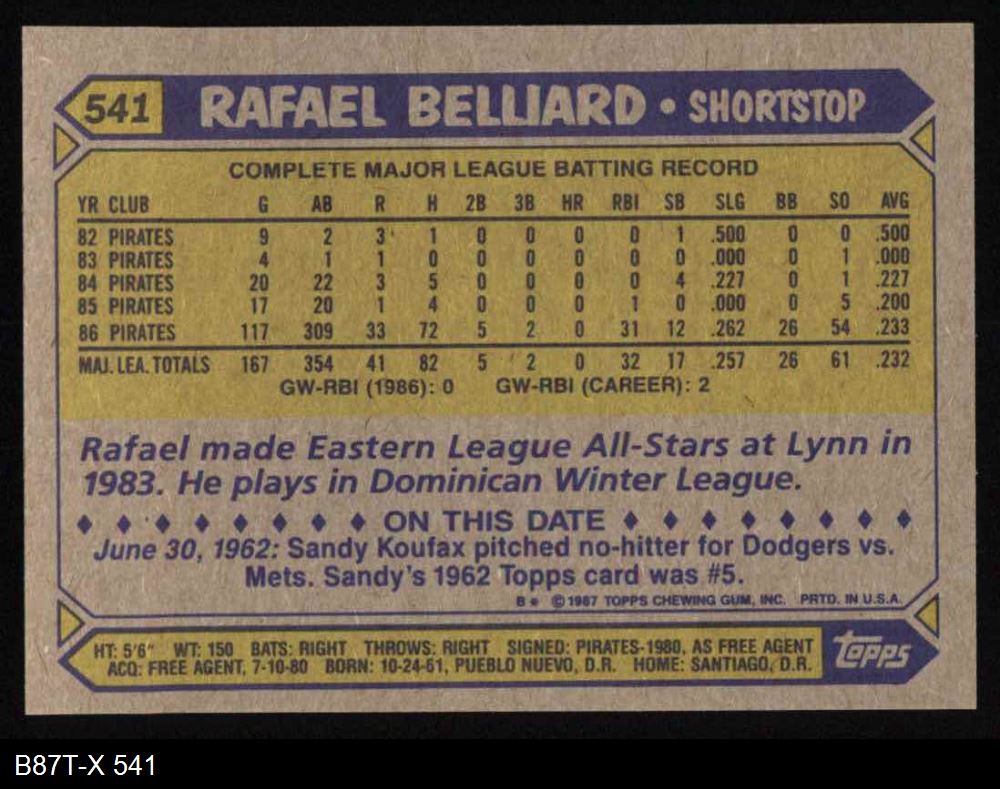 541 RAFAEL BELLIARD • SHORTSTOP
COMPLETE MAJOR LEAGUE BATTING RECORD
YR CLUB G AB R H 2B 3B HR RBI SB SLG BB SO AVG
82 PIRATES 9 2 3 1 0 0 0 0 1 .500 0 0 .500
83 PIRATES 4 1 1 0 0 0 0 0 0 .000 0 1 .000
84 PIRATES 20 22 3 5 0 0 0 0 4 .227 0 1 .227
85 PIRATES 17 20 1 4 0 0 0 1 0 .000 0 5 .200
86 PIRATES 117 309 33 72 5 2 0 31 12 .262 26 54 .233
MAJ. LEA. TOTALS 167 354 41 82 5 2 0 32 17 .257 26 61 .232
GW-RBI (1986): 0 GW-RBI (CAREER): 2
Rafael made Eastern League All-Stars at Lynn in
1983. He plays in Dominican Winter League.
♦ ♦ ♦ ♦ ♦ ♦ ♦ ♦ ON THIS DATE ♦ ♦ ♦ ♦ ♦ ♦ ♦ ♦
June 30, 1962: Sandy Koufax pitched no-hitter for Dodgers vs.
Mets. Sandy's 1962 Topps card was #5.
B* ©1987 TOPPS CHEWING GUM, INC. PRTD. IN U.S.A.
HT: 5'6" WT: 150 BATS: RIGHT THROWS: RIGHT SIGNED: PIRATES-1980, AS FREE AGENT
ACQ: FREE AGENT, 7-10-80 BORN: 10-24-61, PUEBLO NUEVO, D.R. HOME: SANTIAGO, D.R.
Topps
B87T-X 541